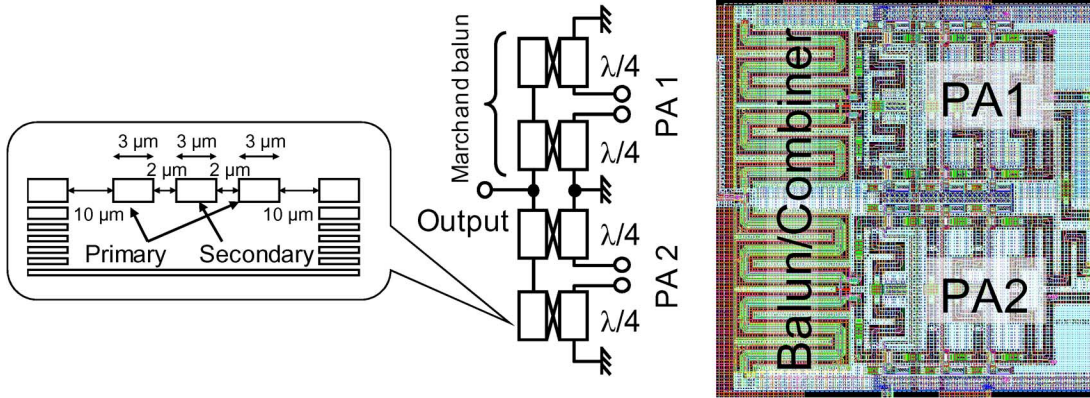 3 µm 3 µm 3 µm
2 µm 2 µm
10 µm 10 µm
Primary Secondary
Marchand balun
λ/4
λ/4
PA 1
Output
λ/4
λ/4
PA 2
Balun/Combiner
PA1
PA2